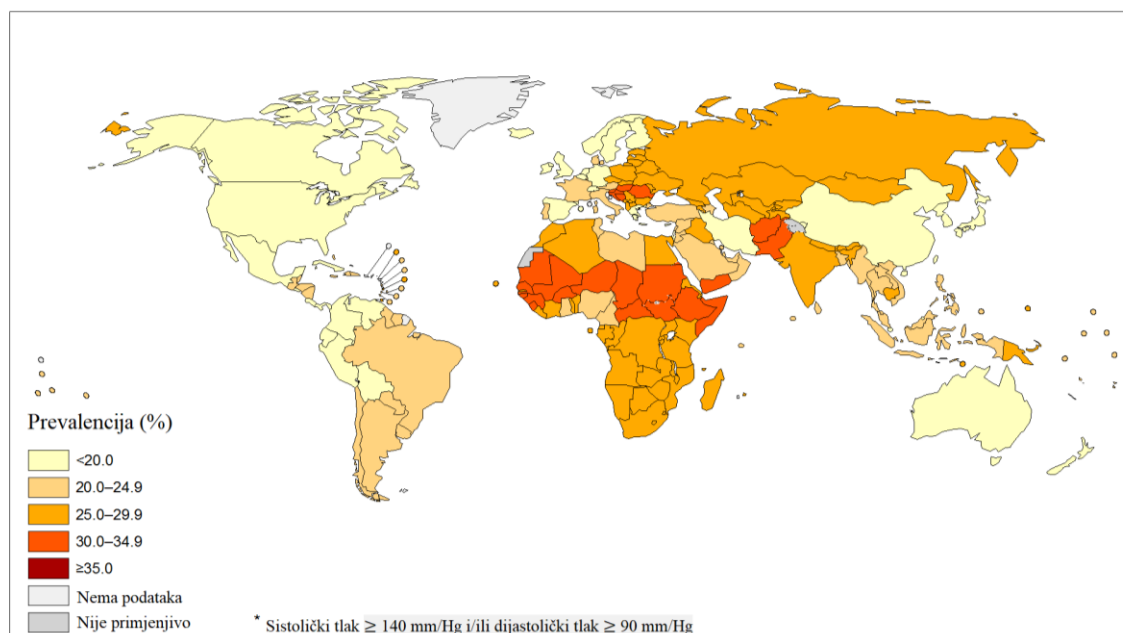 Prevalencija (%)
<20.0
20.0–24.9
25.0–29.9
30.0–34.9
≥35.0
Nema podataka
Nije primjenjivo
* Sistolički tlak ≥ 140 mm/Hg i/ili dijastolički tlak ≥ 90 mm/Hg